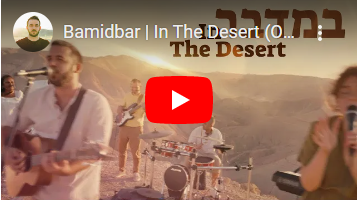 Bamidbar | In The Desert (O...
במדבר
The Desert